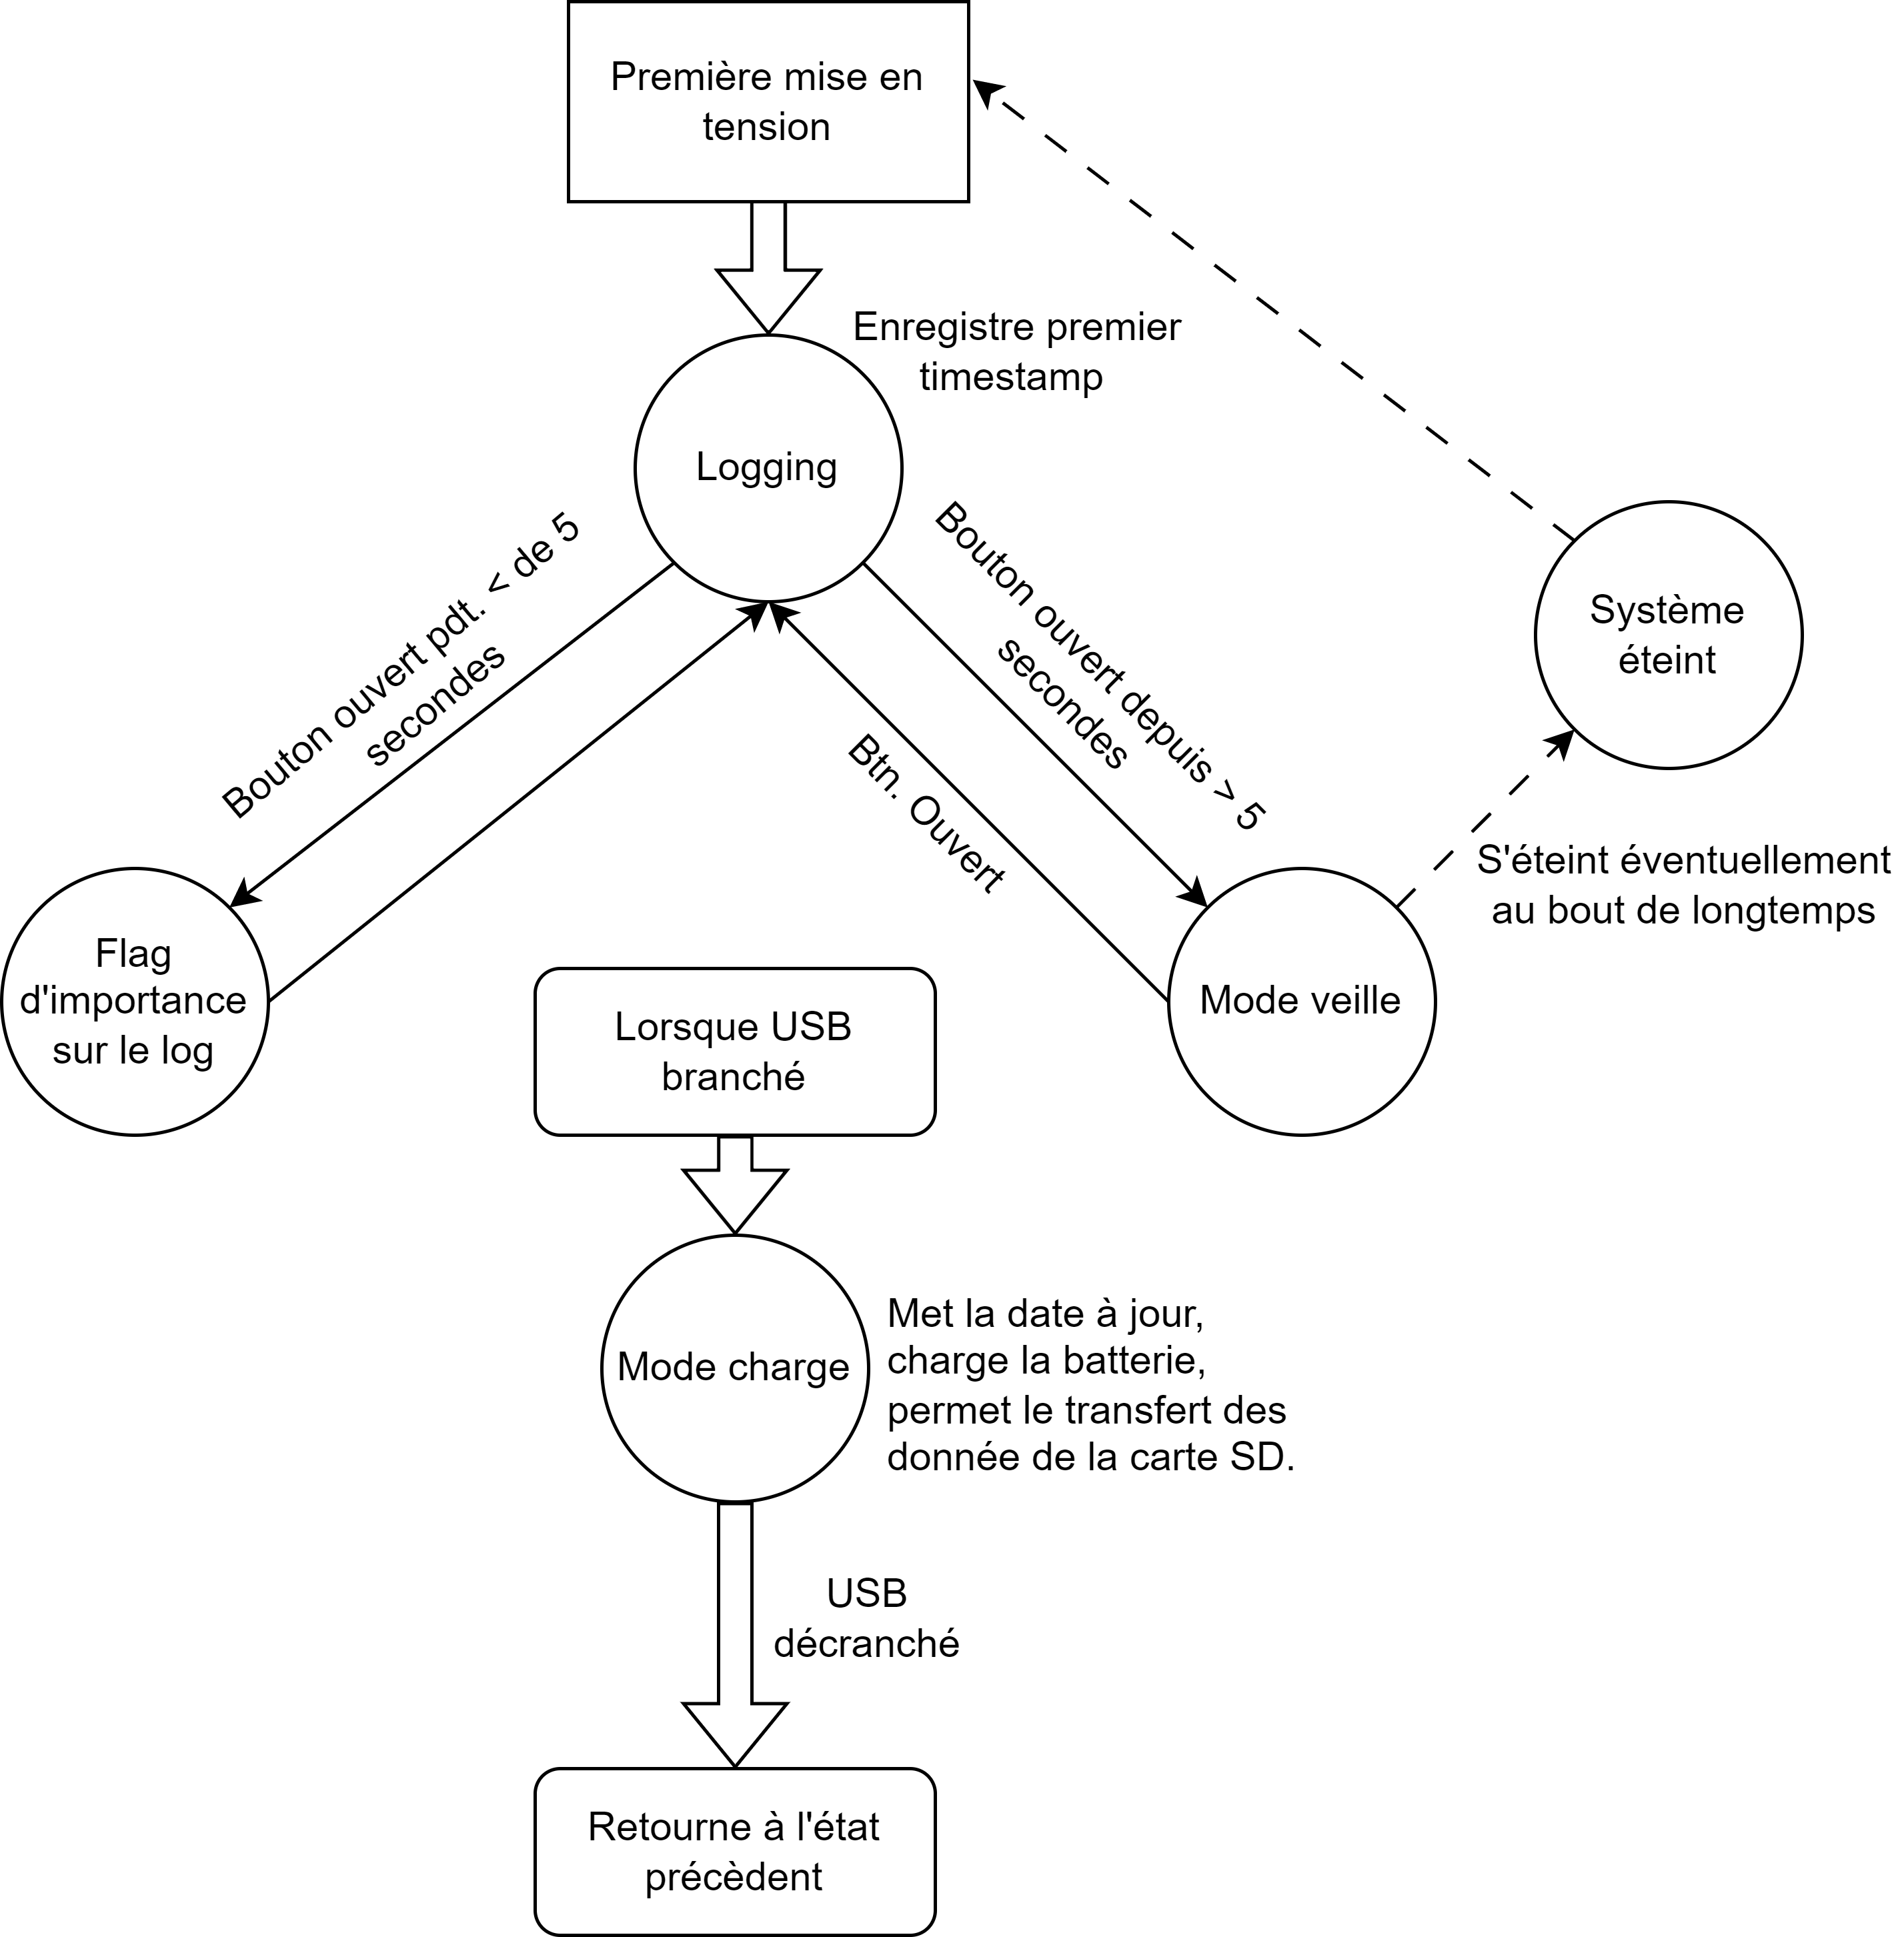 Première mise en
tension
Enregistre premier
timestamp
Logging
Bouton ouvert pdt. < de 5
secondes
Bouton ouvert depuis > 5
secondes
Btn. Ouvert
Système
éteint
S'éteint éventuellement
au bout de longtemps
Flag
d'importance
sur le log
Mode veille
Lorsque USB
branché
Mode charge
Met la date à jour,
charge la batterie,
permet le transfert des
donnée de la carte SD.
USB
décranché
Retourne à l'état
précèdent